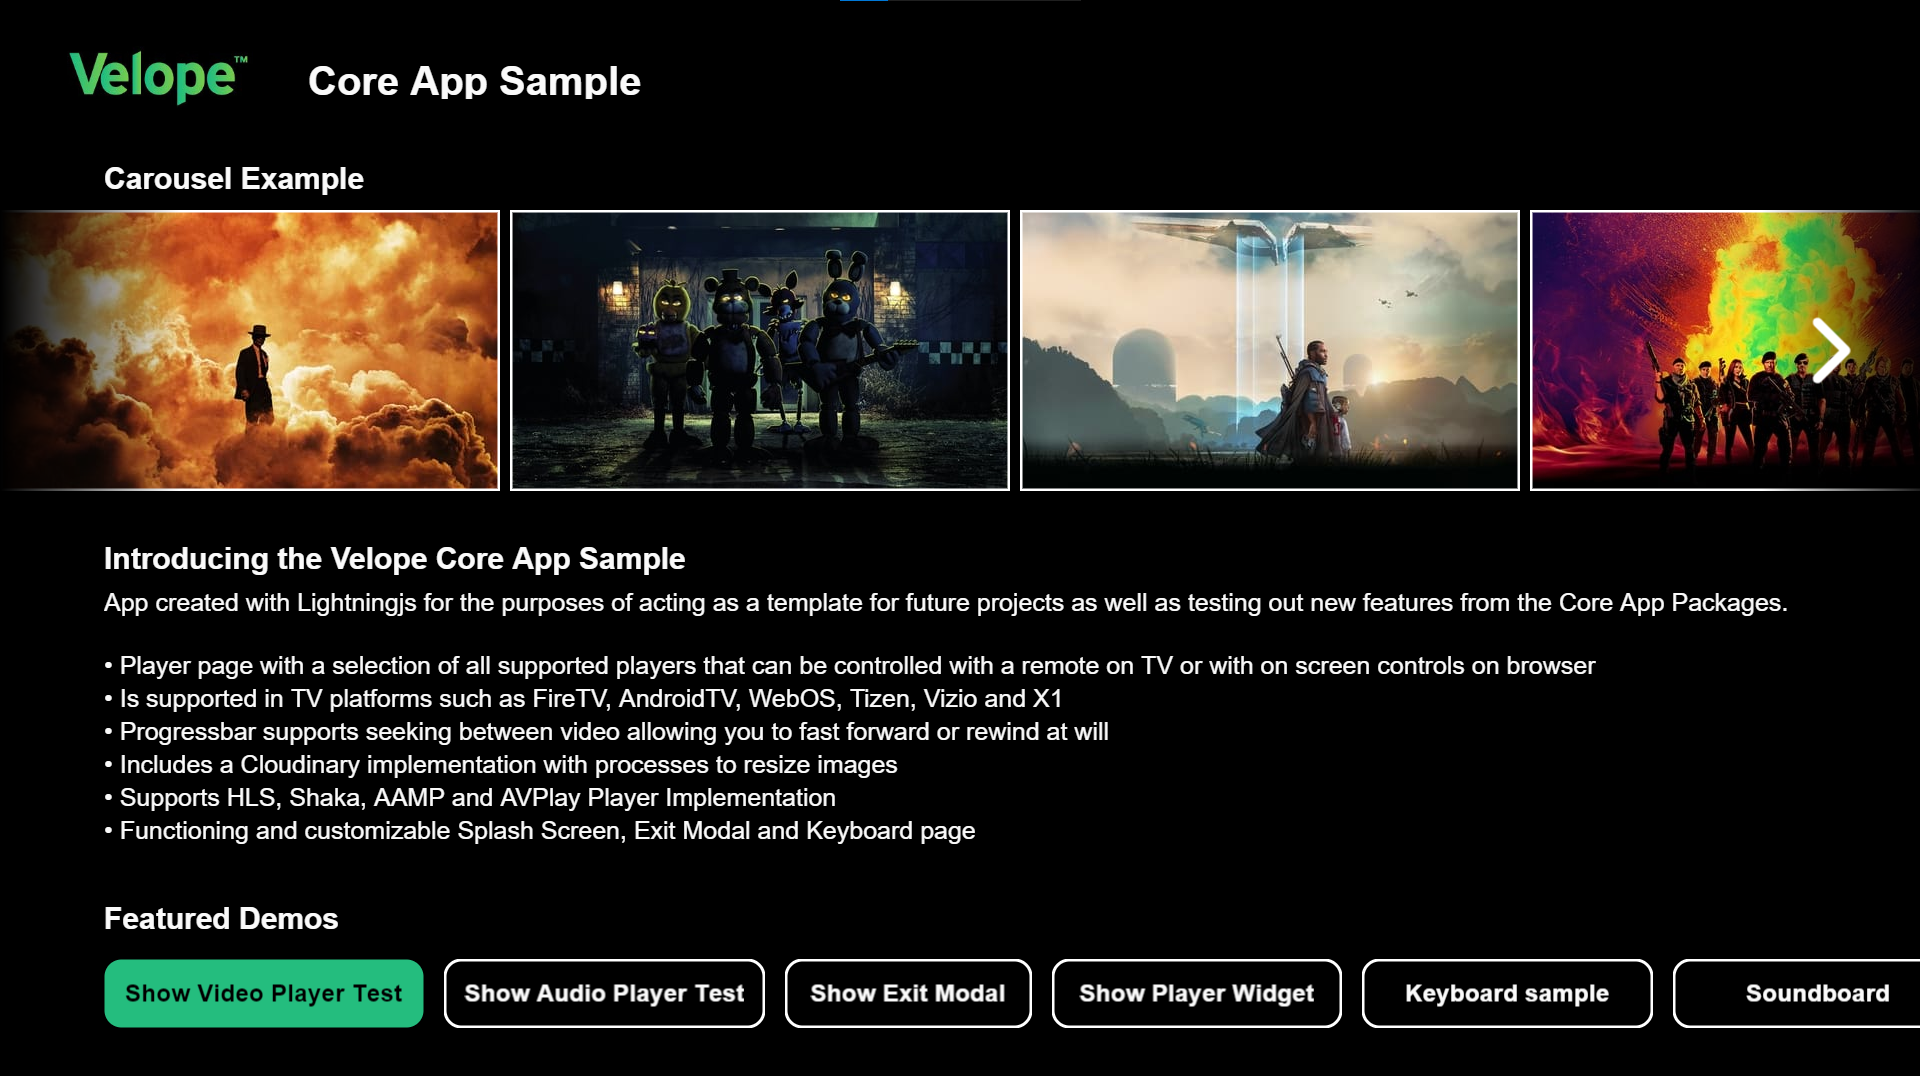 Velope™
Core App Sample
Carousel Example
Introducing the Velope Core App Sample
App created with Lightningjs for the purposes of acting as a template for future projects as well as testing out new features from the Core App Packages.
• Player page with a selection of all supported players that can be controlled with a remote on TV or with on screen controls on browser
• Is supported in TV platforms such as FireTV, AndroidTV, WebOS, Tizen, Vizio and X1
• Progressbar supports seeking between video allowing you to fast forward or rewind at will
• Includes a Cloudinary implementation with processes to resize images
• Supports HLS, Shaka, AAMP and AVPlay Player Implementation
• Functioning and customizable Splash Screen, Exit Modal and Keyboard page
Featured Demos
Show Video Player Test
Show Audio Player Test
Show Exit Modal
Show Player Widget
Keyboard sample
Soundboard